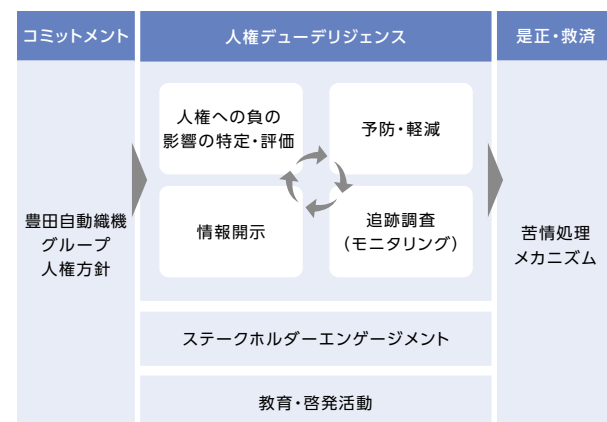 コミットメント
人権デューデリジェンス
是正・救済
人権への負の
影響の特定・評価
予防・軽減
情報開示
追跡調査
（モニタリング）
豊田自動織機
グループ
人権方針
苦情処理
メカニズム
ステークホルダーエンゲージメント
教育・啓発活動